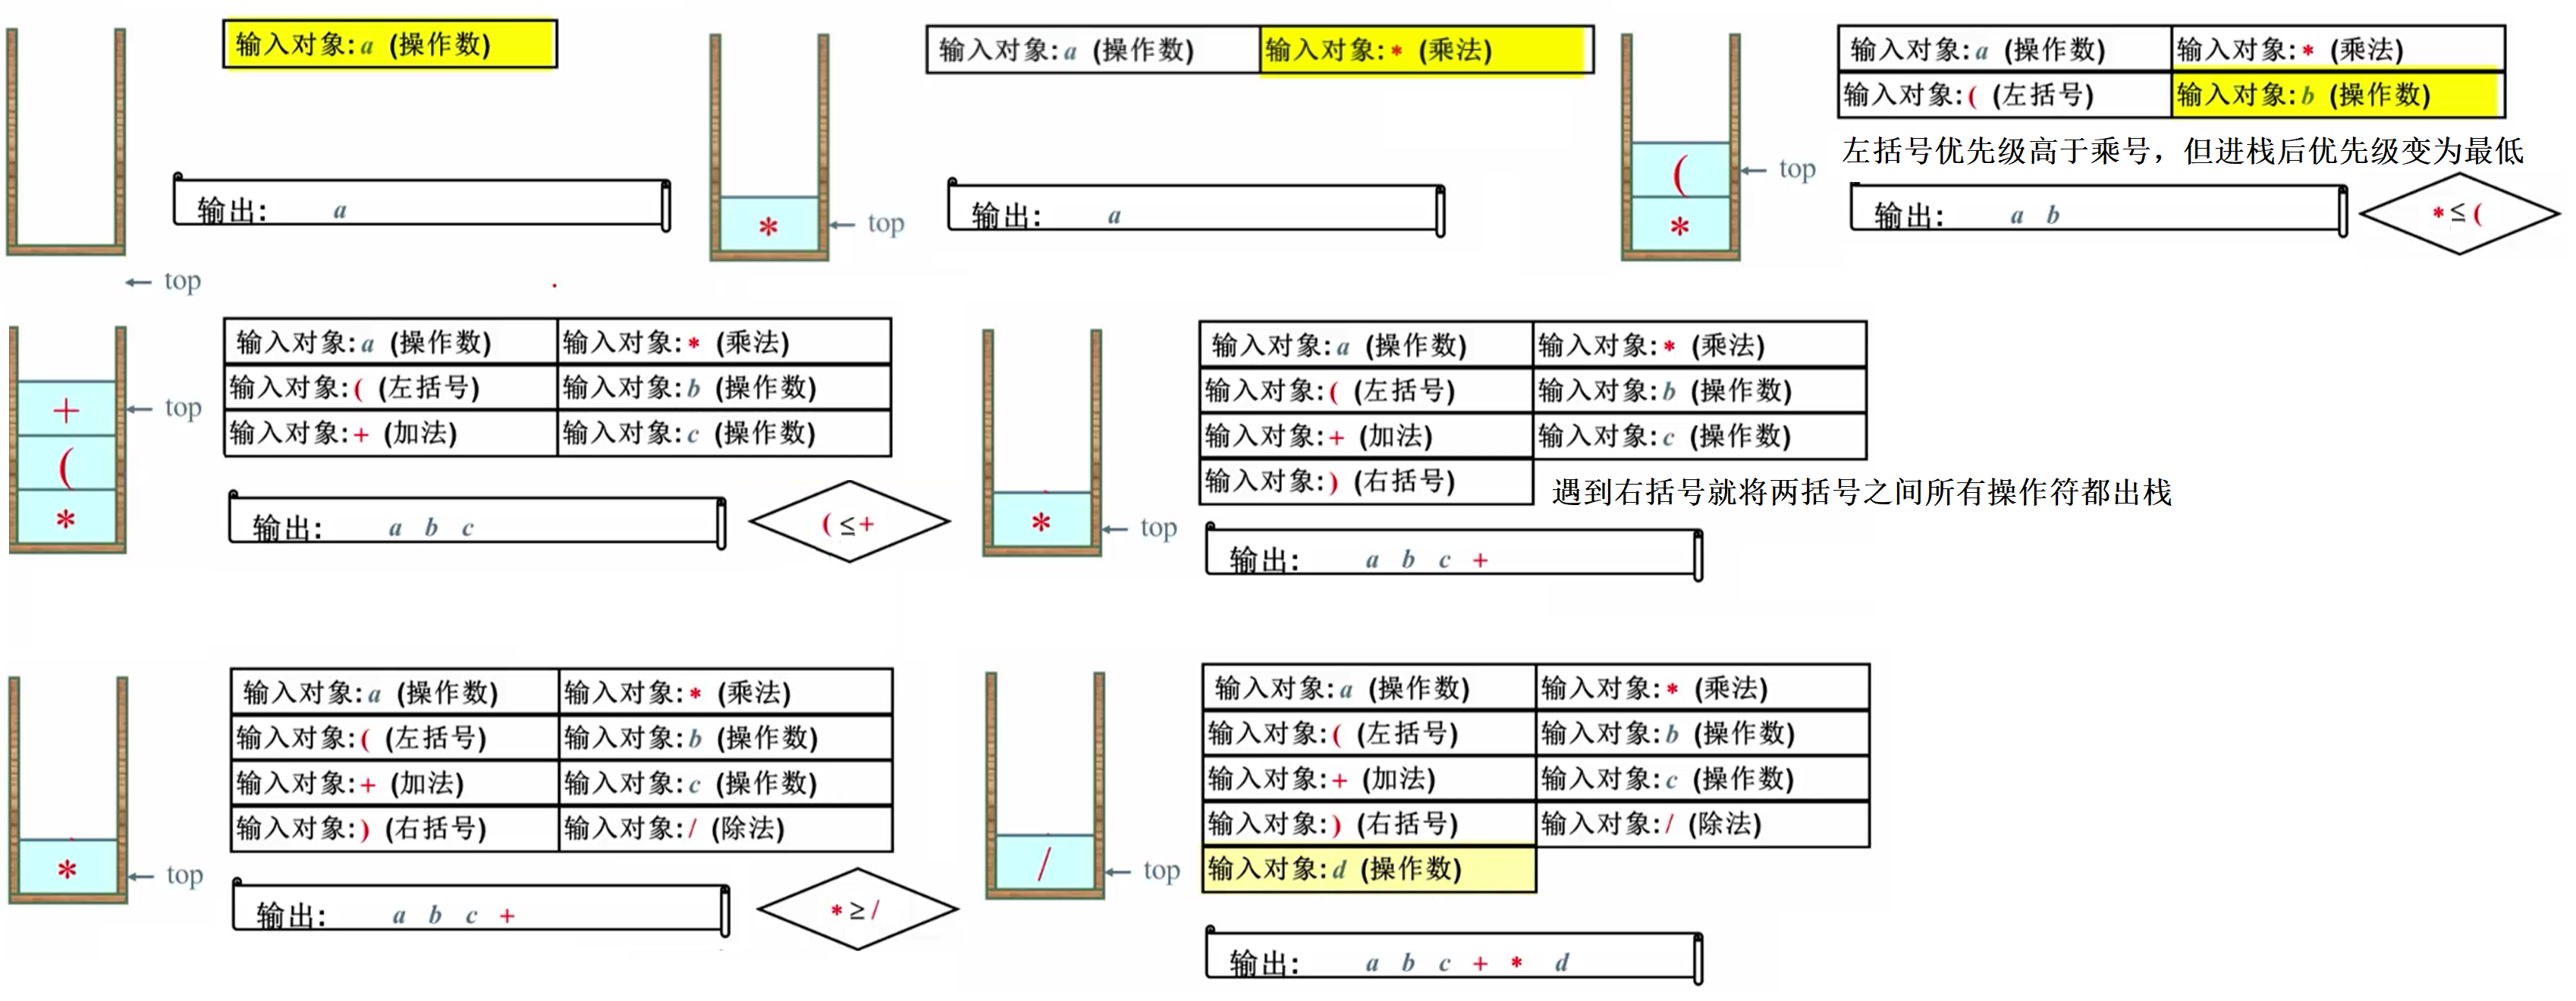 输入对象:a (操作数)
输出: a
← top
输入对象:a (操作数) 输入对象:* (乘法)
*
← top
输出: a
输入对象:a (操作数) 输入对象:* (乘法)
输入对象:( (左括号) 输入对象:b (操作数)
左括号优先级高于乘号，但进栈后优先级变为最低
(
*
← top
输出: a b
* ≤ (
输入对象:a (操作数) 输入对象:* (乘法)
输入对象:( (左括号) 输入对象:b (操作数)
输入对象:+ (加法) 输入对象:c (操作数)
+
(
*
← top
输出: a b c
( ≤ +
输入对象:a (操作数) 输入对象:* (乘法)
输入对象:( (左括号) 输入对象:b (操作数)
输入对象:+ (加法) 输入对象:c (操作数)
输入对象:) (右括号)
遇到右括号就将两括号之间所有操作符都出栈
*
← top
输出: a b c +
输入对象:a (操作数) 输入对象:* (乘法)
输入对象:( (左括号) 输入对象:b (操作数)
输入对象:+ (加法) 输入对象:c (操作数)
输入对象:) (右括号) 输入对象:/ (除法)
*
← top
输出: a b c +
* ≥ /
输入对象:a (操作数) 输入对象:* (乘法)
输入对象:( (左括号) 输入对象:b (操作数)
输入对象:+ (加法) 输入对象:c (操作数)
输入对象:) (右括号) 输入对象:/ (除法)
输入对象:d (操作数)
/
← top
输出: a b c + * d